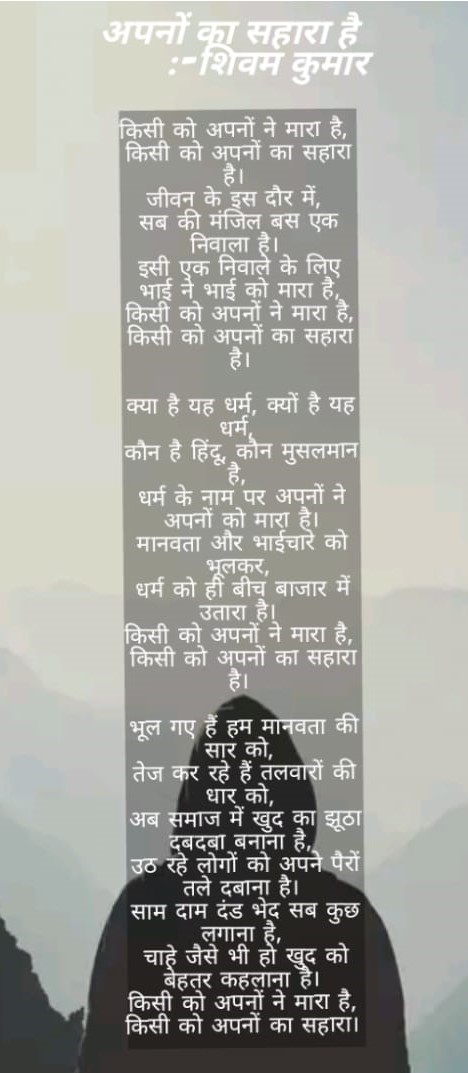 अपनों का सहारा है
:-शिवम कुमार
किसी को अपनों ने मारा है,
किसी को अपनों का सहारा
है।
जीवन के इस दौर में,
सब की मंजिल बस एक
निवाला है।
इसी एक निवाले के लिए
भाई ने भाई को मारा है,
किसी को अपनों ने मारा है,
किसी को अपनों का सहारा
है।
क्या है यह धर्म, क्यों है यह
धर्म,
कौन है हिंदू, कौन मुसलमान
है,
धर्म के नाम पर अपनों ने
अपनों को मारा है।
मानवता और भाईचारे को
भूलकर,
धर्म को ही बीच बाजार में
उतारा है।
किसी को अपनों ने मारा है,
किसी को अपनों का सहारा
है।
भूल गए हैं हम मानवता की
सार को,
तेज कर रहे हैं तलवारों की
धार को,
अब समाज में खुद का झूठा
दबदबा बनाना है,
उठ रहे लोगों को अपने पैरों
तले दबाना है।
साम दाम दंड भेद सब कुछ
लगाना है,
चाहे जैसे भी हो खुद को
बेहतर कहलाना है।
किसी को अपनों ने मारा है,
किसी को अपनों का सहारा।